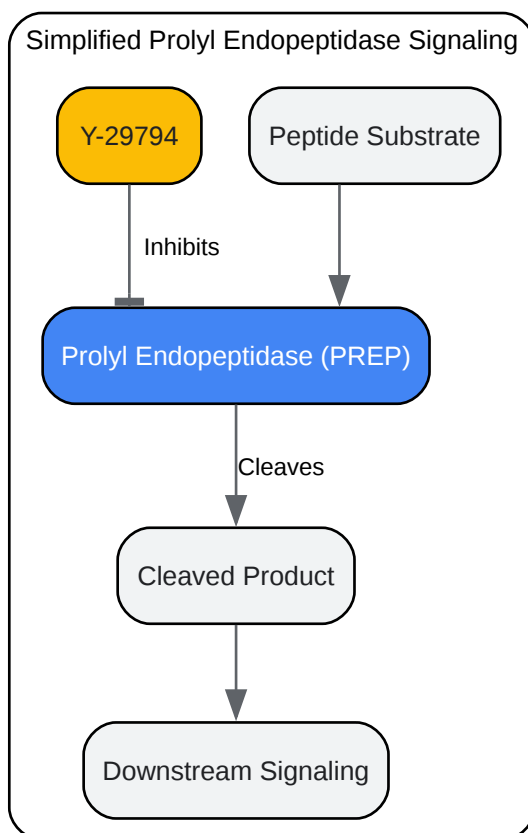 Simplified Prolyl Endopeptidase Signaling
Y-29794
Peptide Substrate
Inhibits
Prolyl Endopeptidase (PREP)
Cleaves
Cleaved Product
Downstream Signaling